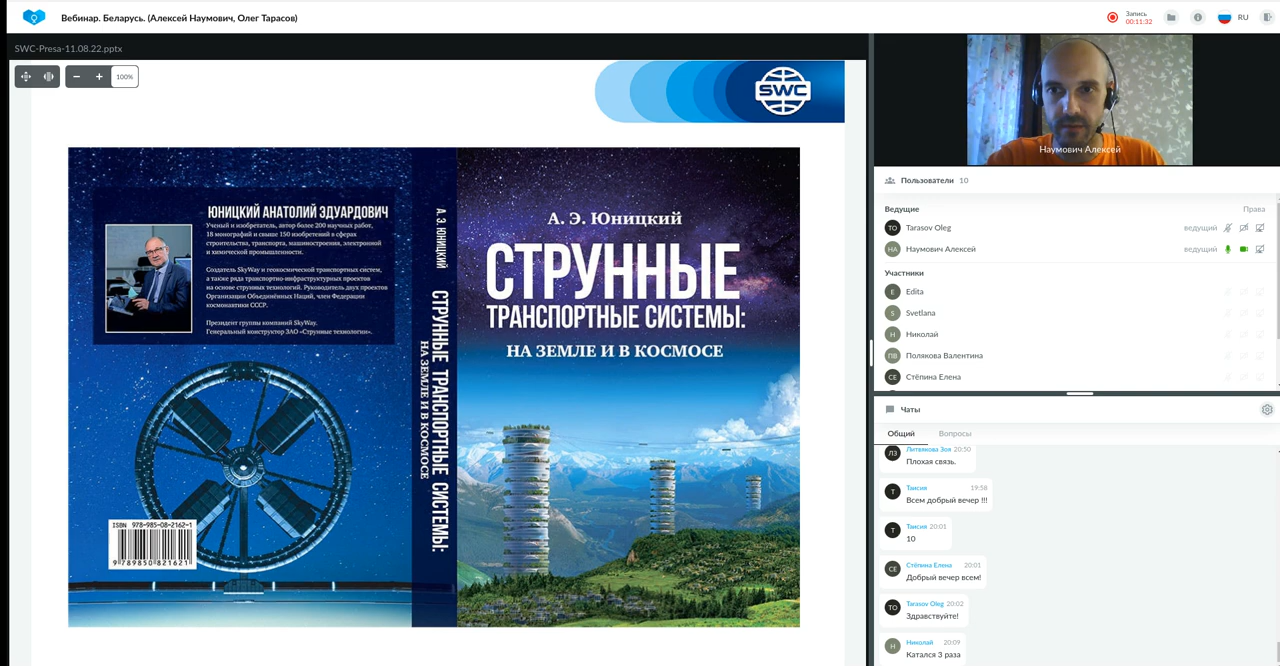 Вебинар. Беларусь. (Алексей Наумович, Олег Тарасов)
Запись
00:11:32
RU
SWC-Presa-11.08.22.pptx
100%
SWC
ЮНИЦКИЙ АНАТОЛИЙ ЭДУАРДОВИЧ
Ученый и изобретатель, автор более 200 научных работ,
18 монографий и свыше 150 изобретений в сферах
строительства, транспорта, машиностроения, электронной
и химической промышленности.
Создатель SkyWay и геокосмической транспортных систем,
а также ряда транспортно-инфраструктурных проектов
на основе струнных технологий. Руководитель двух проектов
Организации Объединённых Наций, член Федерации
космонавтики СССР.
Президент группы компаний SkyWay.
Генеральный конструктор ЗАО «Струнные технологии».
ISBN 978-985-08-2162-1
9 789850 821621
А. Э. ЮНИЦКИЙ
СТРУННЫЕ ТРАНСПОРТНЫЕ СИСТЕМЫ:
НА ЗЕМЛЕ И В КОСМОСЕ
А. Э. Юницкий
СТРУННЫЕ
ТРАНСПОРТНЫЕ СИСТЕМЫ:
НА ЗЕМЛЕ И В КОСМОСЕ
Наумович Алексей
Пользователи 10
Ведущие Права
TO Tarasov Oleg ведущий
НА Наумович Алексей ведущий
Участники
E Edita
S Svetlana
Н Николай
ПВ Полякова Валентина
СЕ Стёпина Елена
Чаты
Общий Вопросы
ЛЗ Литвякова Зоя 20:50
Плохая связь.
Т Таисия 19:58
Всем добрый вечер !!!
Т Таисия 20:01
10
СЕ Стёпина Елена 20:01
Добрый вечер всем!
TO Tarasov Oleg 20:02
Здравствуйте!
Н Николай 20:09
Катался 3 раза